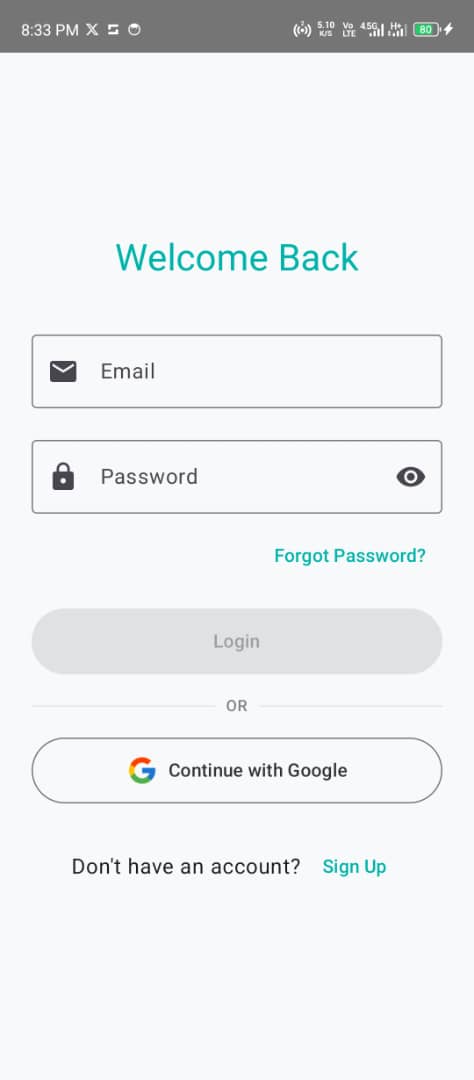 8:33 PM 5.10 K/S Vo LTE 4.5G H+ 80
Welcome Back
Email
Password
Forgot Password?
Login
OR
Continue with Google
Don't have an account? Sign Up